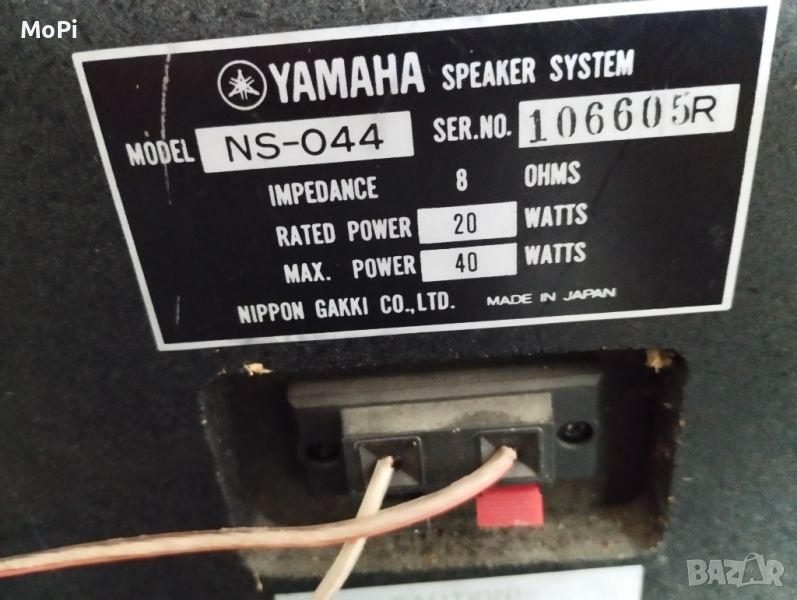 MoPi
YAMAHA SPEAKER SYSTEM
MODEL NS-044 SER.NO. 106605R
IMPEDANCE 8 OHMS
RATED POWER 20 WATTS
MAX. POWER 40 WATTS
NIPPON GAKKI CO.,LTD. MADE IN JAPAN
BAZAR